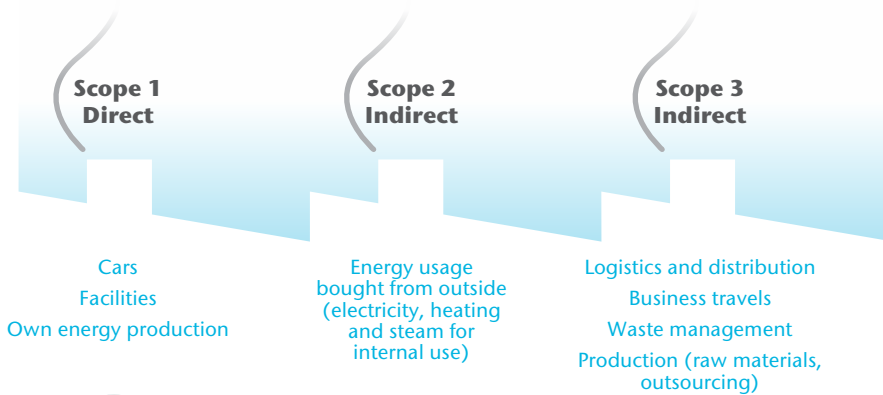 Scope 1
Direct
Scope 2
Indirect
Scope 3
Indirect
Cars
Facilities
Own energy production
Energy usage
bought from outside
(electricity, heating
and steam for
internal use)
Logistics and distribution
Business travels
Waste management
Production (raw materials,
outsourcing)